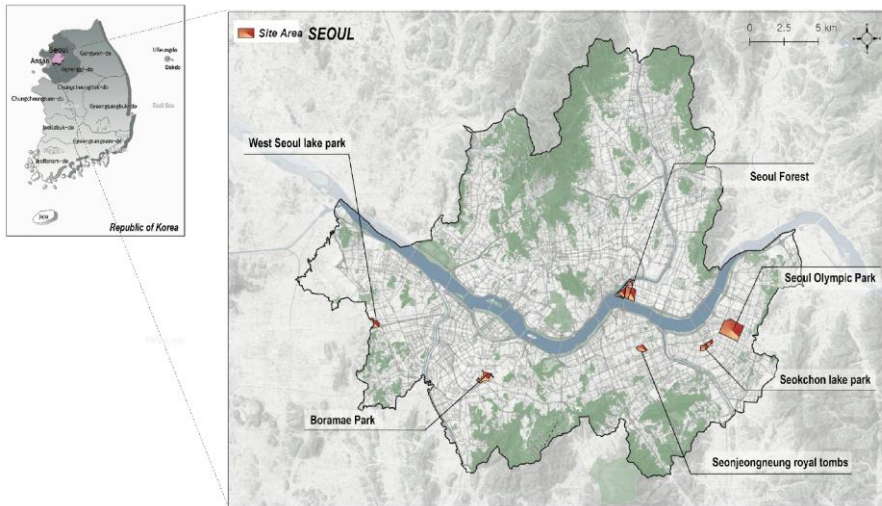 Seoul
Ansan
Gangwon-do
Gyeonggi-do
Ulleungdo
Dokdo
Chungcheongbuk-do
Chungcheongnam-do
Gyeongsangbuk-do
East Sea
Jeollabuk-do
Gyeongsangnam-do
Jeollanam-do
Jeju
Republic of Korea
Site Area SEOUL
0 2.5 5 km
West Seoul lake park
Seoul Forest
Seoul Olympic Park
Seokchon lake park
Boramae Park
Seonjeongneung royal tombs